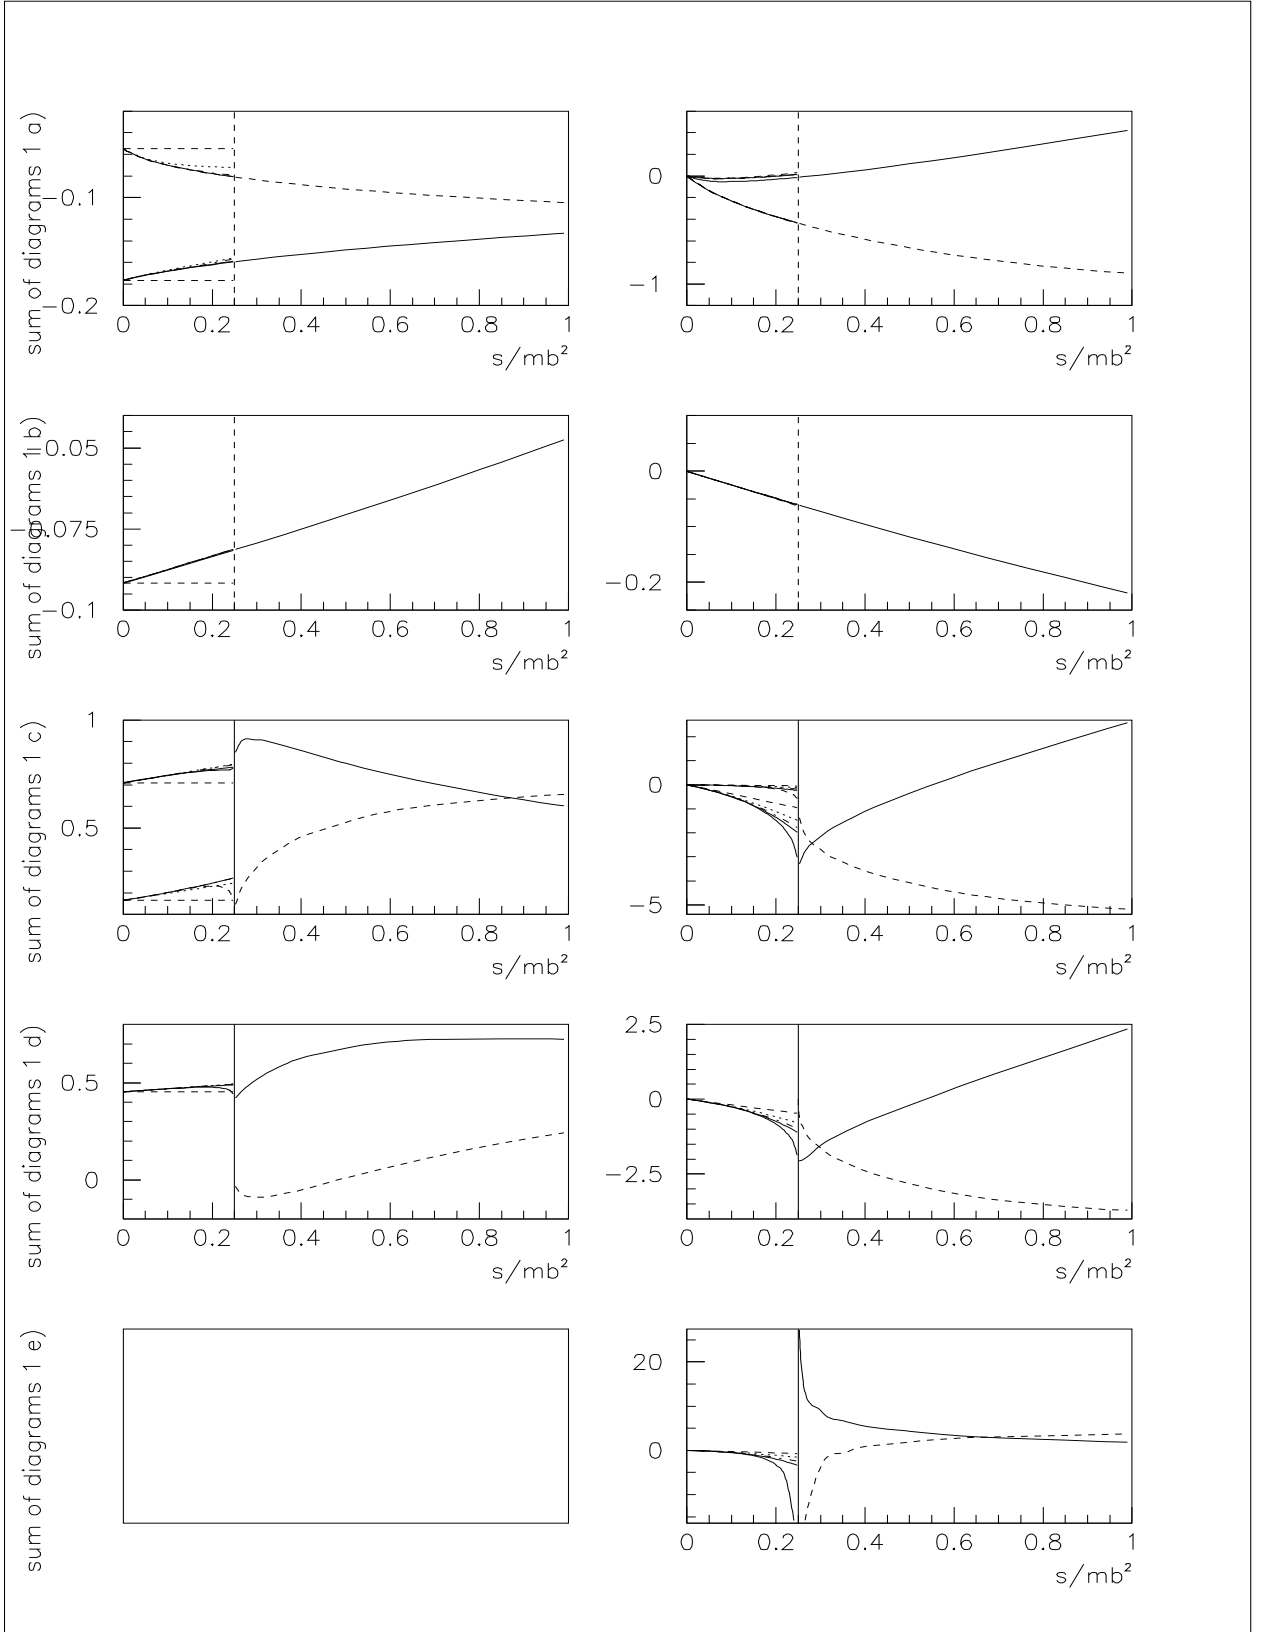 sum of diagrams 1 a)
−0.1
−0.2
0 0.2 0.4 0.6 0.8 1
s/mb²
0
−1
0 0.2 0.4 0.6 0.8 1
s/mb²
sum of diagrams 1 b)
−0.05
−0.075
−0.1
0 0.2 0.4 0.6 0.8 1
s/mb²
0
−0.2
0 0.2 0.4 0.6 0.8 1
s/mb²
sum of diagrams 1 c)
1
0.5
0 0.2 0.4 0.6 0.8 1
s/mb²
0
−5
0 0.2 0.4 0.6 0.8 1
s/mb²
sum of diagrams 1 d)
0.5
0
0 0.2 0.4 0.6 0.8 1
s/mb²
2.5
0
−2.5
0 0.2 0.4 0.6 0.8 1
s/mb²
sum of diagrams 1 e)
20
0
0 0.2 0.4 0.6 0.8 1
s/mb²